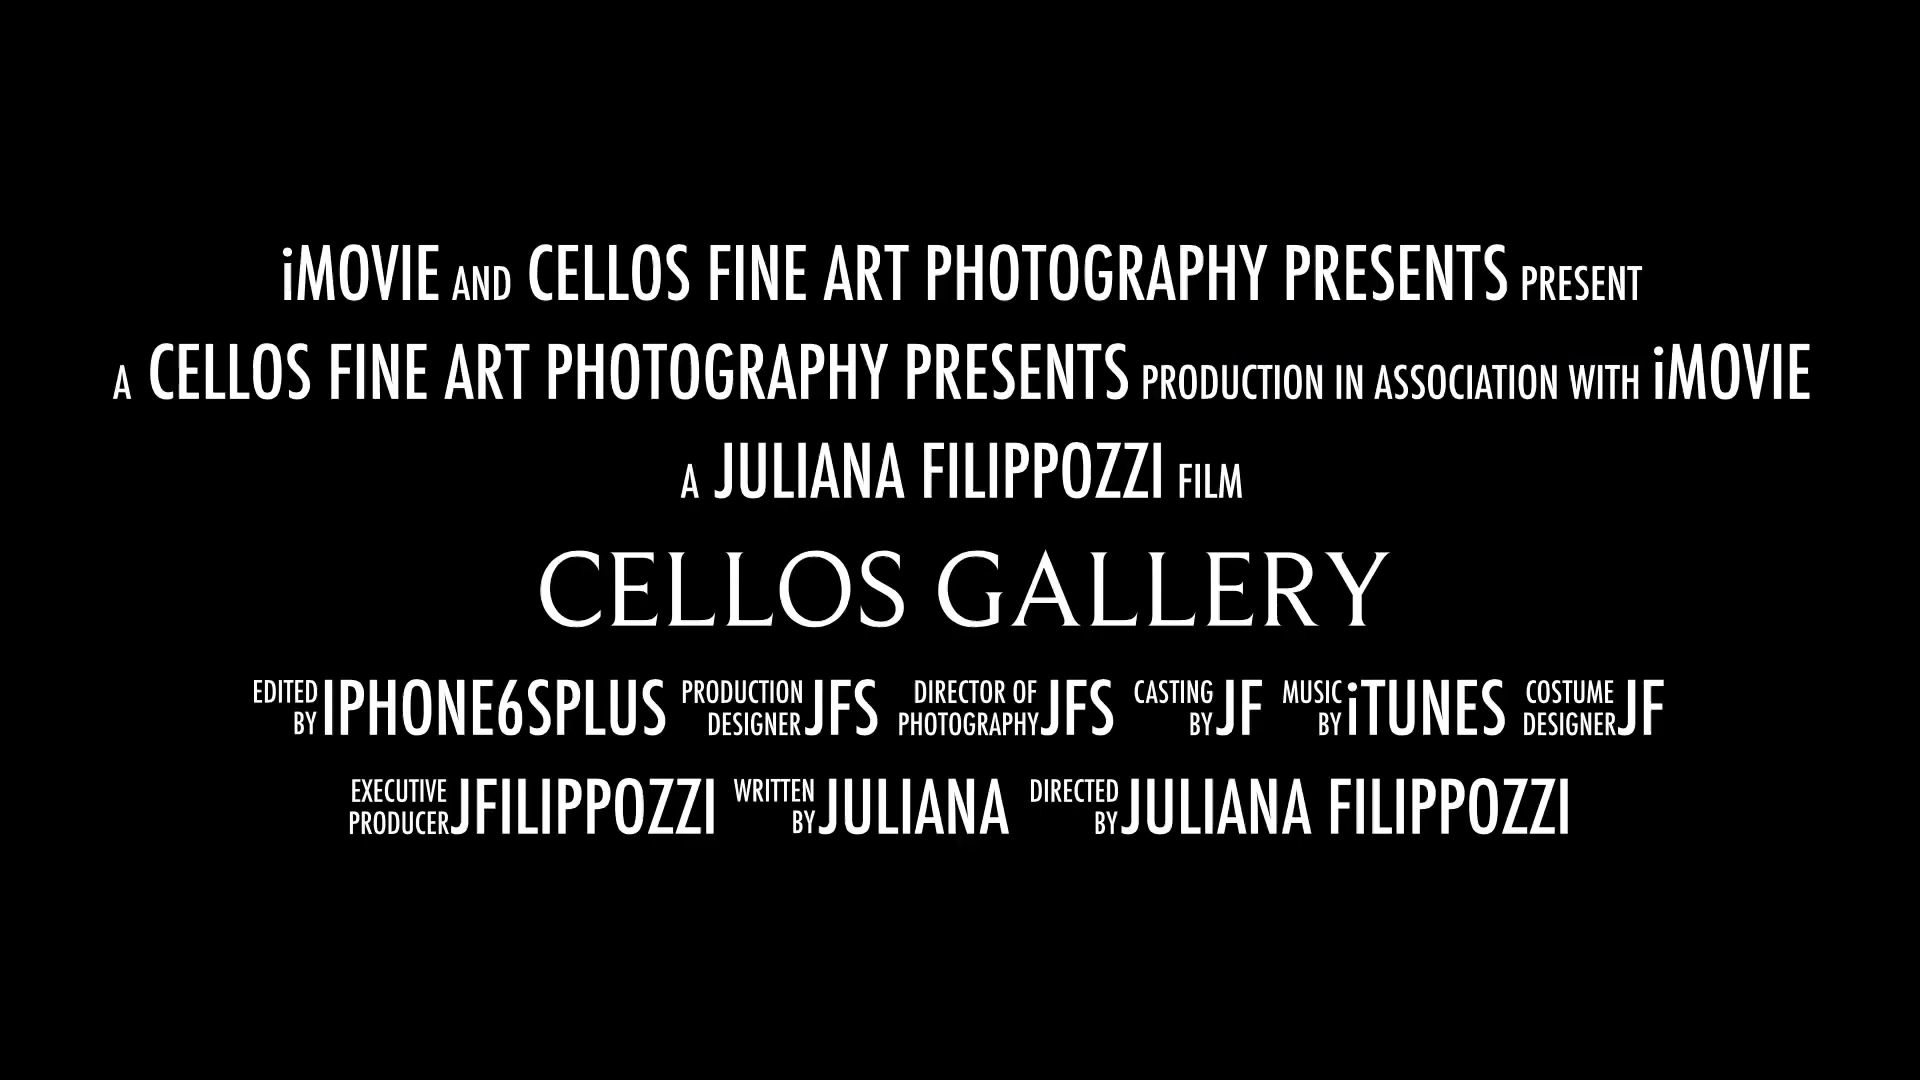 iMOVIE AND CELLOS FINE ART PHOTOGRAPHY PRESENTS PRESENT
A CELLOS FINE ART PHOTOGRAPHY PRESENTS PRODUCTION IN ASSOCIATION WITH iMOVIE
A JULIANA FILIPPOZZI FILM
CELLOS GALLERY
EDITED BY IPHONE6SPLUS PRODUCTION DESIGNER JFS DIRECTOR OF PHOTOGRAPHY JFS CASTING BY JF MUSIC BY iTUNES COSTUME DESIGNER JF
EXECUTIVE PRODUCER JFILIPPOZZI WRITTEN BY JULIANA DIRECTED BY JULIANA FILIPPOZZI